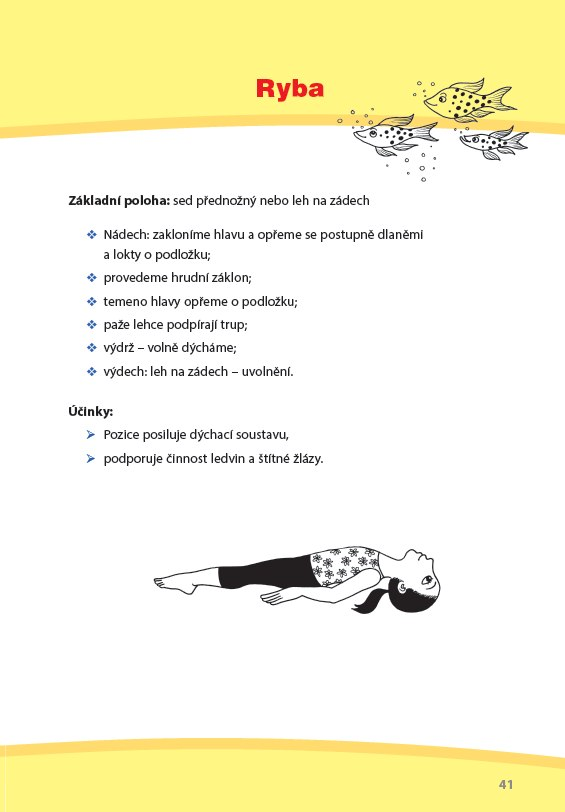 Ryba
Základní poloha: sed přednožný nebo leh na zádech
❖ Nádech: zakloníme hlavu a opřeme se postupně dlaněmi
a lokty o podložku;
❖ provedeme hrudní záklon;
❖ temeno hlavy opřeme o podložku;
❖ paže lehce podpírají trup;
❖ výdrž – volně dýcháme;
❖ výdech: leh na zádech – uvolnění.
Účinky:
➢ Pozice posiluje dýchací soustavu,
➢ podporuje činnost ledvin a štítné žlázy.
41